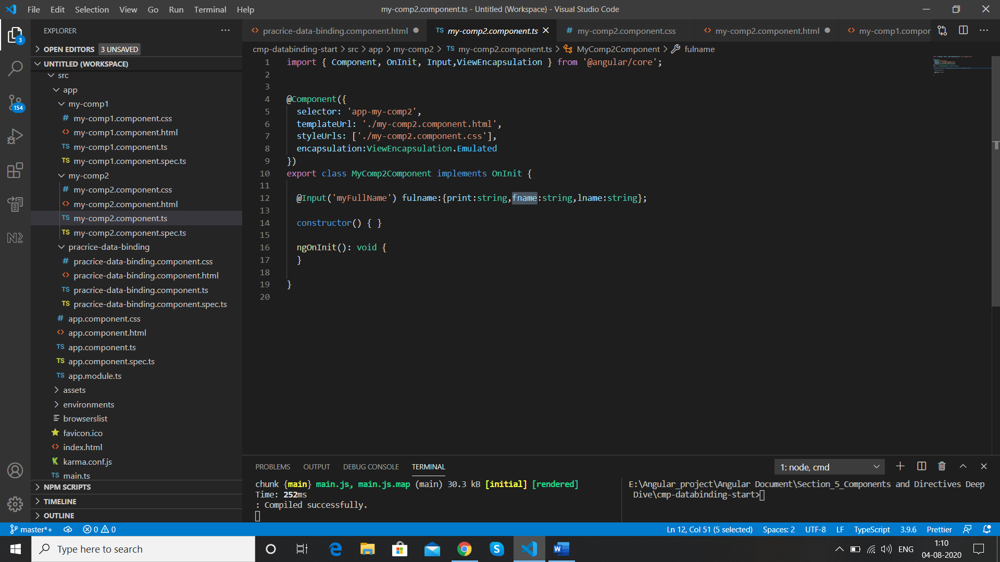 File Edit Selection View Go Run Terminal Help
my-comp2.component.ts - Untitled (Workspace) - Visual Studio Code
EXPLORER
3
154
OPEN EDITORS 3 UNSAVED
UNTITLED (WORKSPACE)
src
app
my-comp1
# my-comp1.component.css
<> my-comp1.component.html
TS my-comp1.component.ts
TS my-comp1.component.spec.ts
my-comp2
# my-comp2.component.css
<> my-comp2.component.html
TS my-comp2.component.ts
TS my-comp2.component.spec.ts
pracrice-data-binding
# pracrice-data-binding.component.css
<> pracrice-data-binding.component.html
TS pracrice-data-binding.component.ts
TS pracrice-data-binding.component.spec.ts
# app.component.css
<> app.component.html
TS app.component.ts
TS app.component.spec.ts
TS app.module.ts
assets
environments
browserslist
favicon.ico
<> index.html
karma.conf.js
TS main.ts
NPM SCRIPTS
TIMELINE
OUTLINE
<> pracrice-data-binding.component.html TS my-comp2.component.ts # my-comp2.component.css <> my-comp2.component.html <> my-comp1.compor
cmp-databinding-start > src > app > my-comp2 > TS my-comp2.component.ts > MyComp2Component > fulname
1 import { Component, OnInit, Input,ViewEncapsulation } from '@angular/core';
2
3
4 @Component({
5 selector: 'app-my-comp2',
6 templateUrl: './my-comp2.component.html',
7 styleUrls: ['./my-comp2.component.css'],
8 encapsulation:ViewEncapsulation.Emulated
9 })
10 export class MyComp2Component implements OnInit {
11
12 @Input('myFullName') fulname:{print:string,fname:string,lname:string};
13
14 constructor() { }
15
16 ngOnInit(): void {
17 }
18
19 }
20
PROBLEMS OUTPUT DEBUG CONSOLE TERMINAL
1: node, cmd
chunk {main} main.js, main.js.map (main) 30.3 kB [initial] [rendered]
Time: 252ms
: Compiled successfully.
E:\Angular_project\Angular Document\Section_5_Components and Directives Deep
Dive\cmp-databinding-start>
master*+ 0 0
Ln 12, Col 51 (5 selected) Spaces: 2 UTF-8 LF TypeScript 3.9.6 Prettier
Type here to search
ENG
1:10
04-08-2020